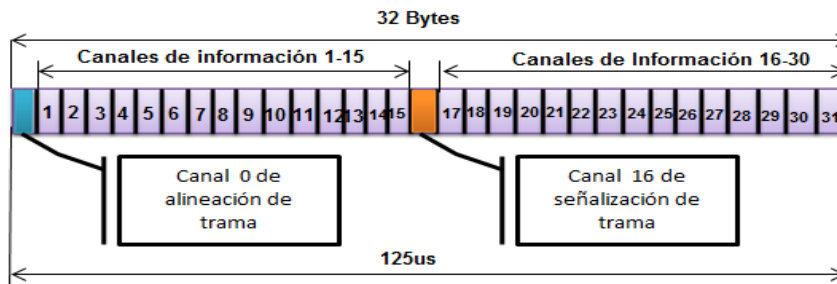 32 Bytes
Canales de información 1-15
Canales de Información 16-30
1 2 3 4 5 6 7 8 9 10 11 12 13 14 15 17 18 19 20 21 22 23 24 25 26 27 28 29 30 31
Canal 0 de
alineación de
trama
Canal 16 de
señalización de
trama
125us